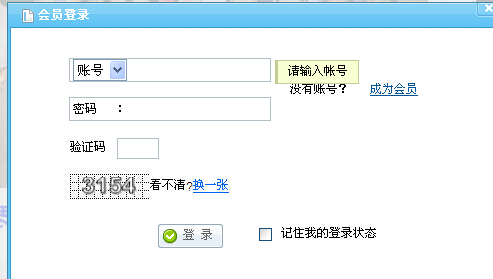 会员登录
账号 请输入帐号
没有账号？ 成为会员
密码 ：
验证码
3154 看不清?换一张
登 录 记住我的登录状态